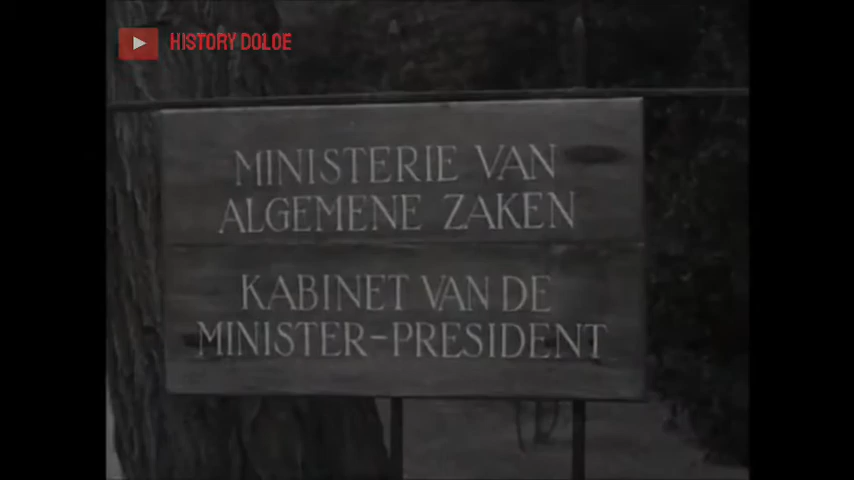 HISTORY DOLOE
MINISTERIE VAN
ALGEMENE ZAKEN
KABINET VAN DE
MINISTER-PRESIDENT